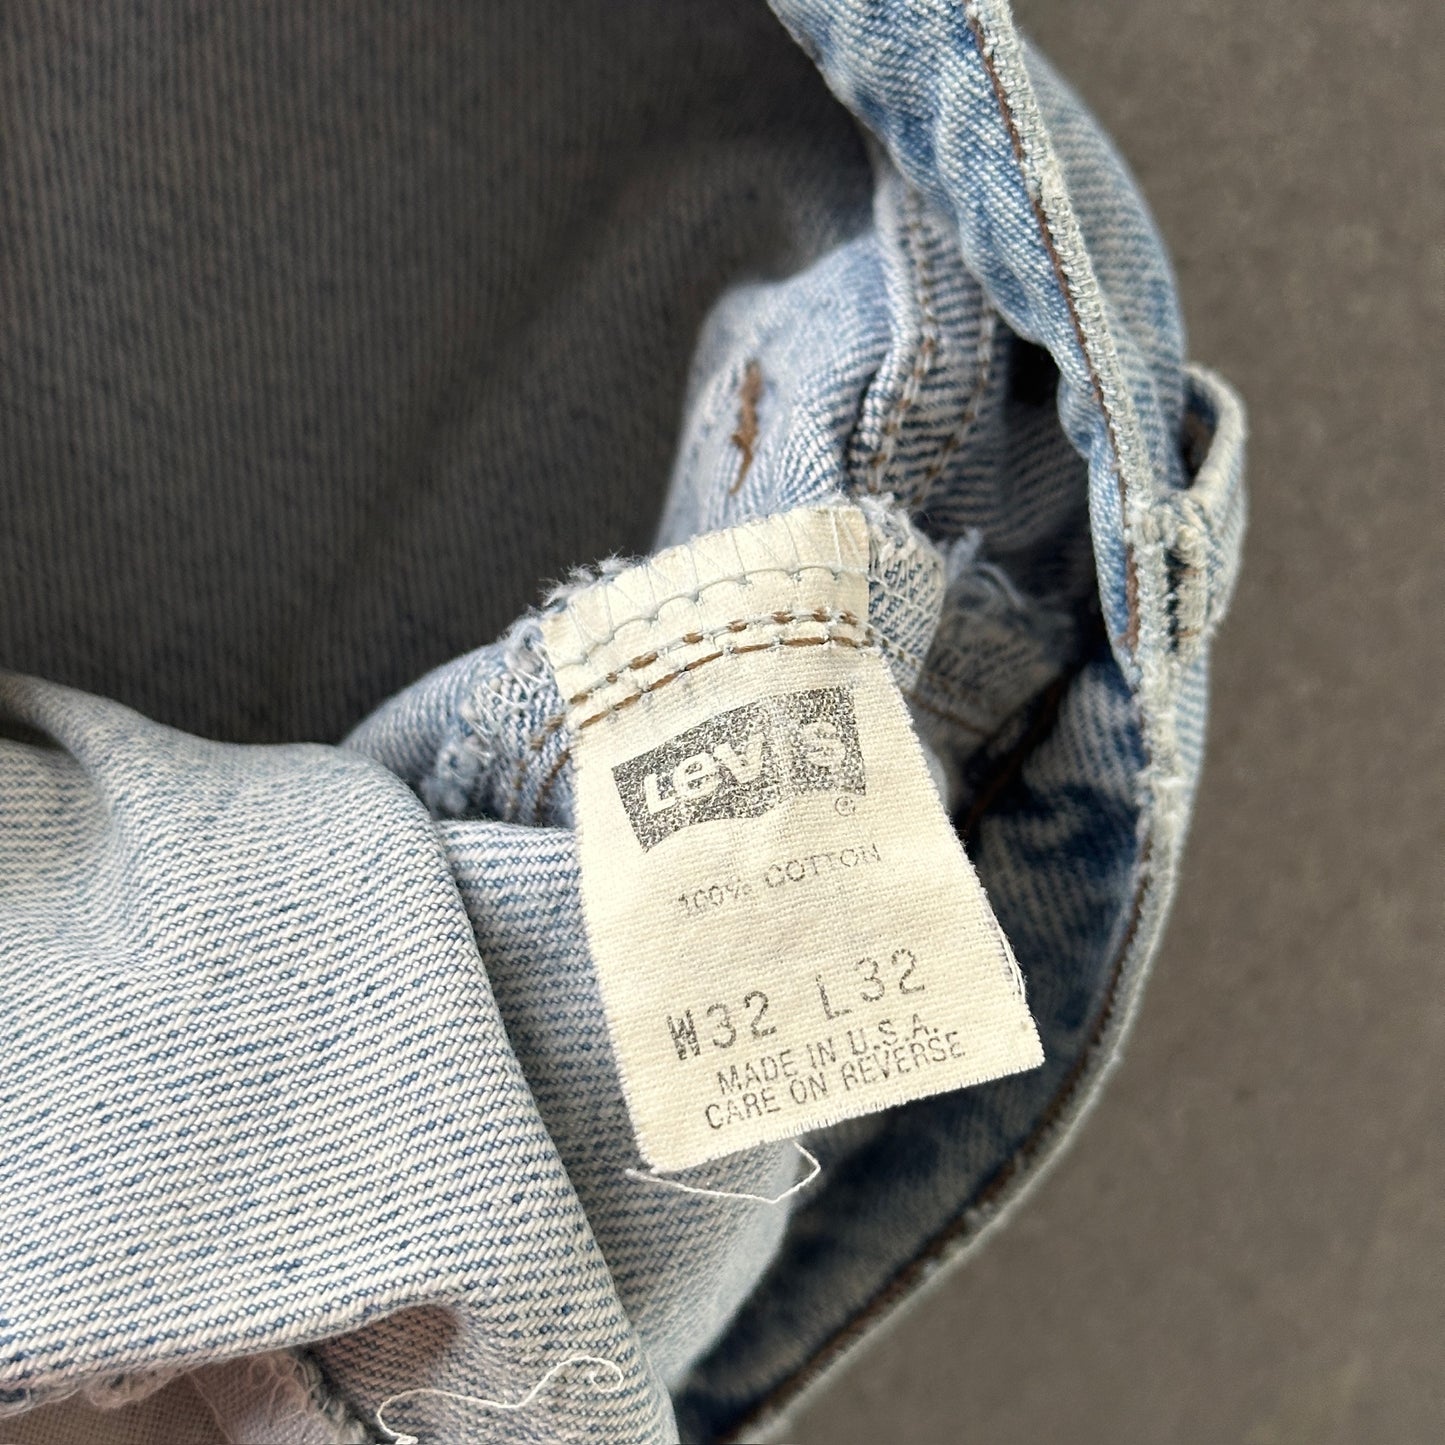 Levi's ®
100% COTTON
W32 L32
MADE IN U.S.A.
CARE ON REVERSE